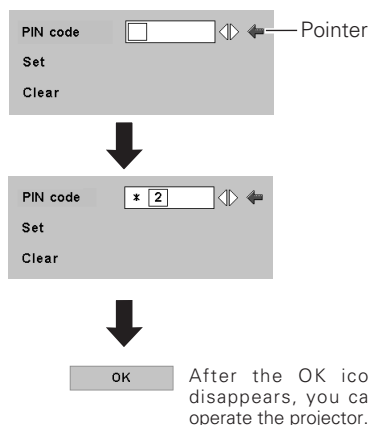 PIN code
Pointer
Set
Clear
PIN code * 2
Set
Clear
OK
After the OK ico
disappears, you ca
operate the projector.